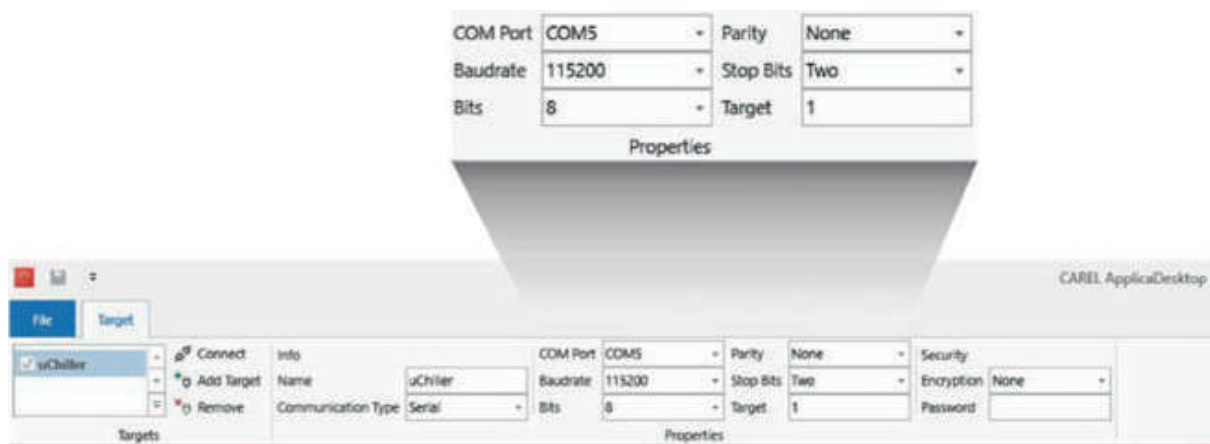 COM Port COM5 Parity None
Baudrate 115200 Stop Bits Two
Bits 8 Target 1
Properties
CAREL ApplicaDesktop
File Target
uChiller Connect Info COM Port COM5 Parity None Security
Add Target Name uChiller Baudrate 115200 Stop Bits Two Encryption None
Remove Communication Type Serial Bits 8 Target 1 Password
Targets Properties